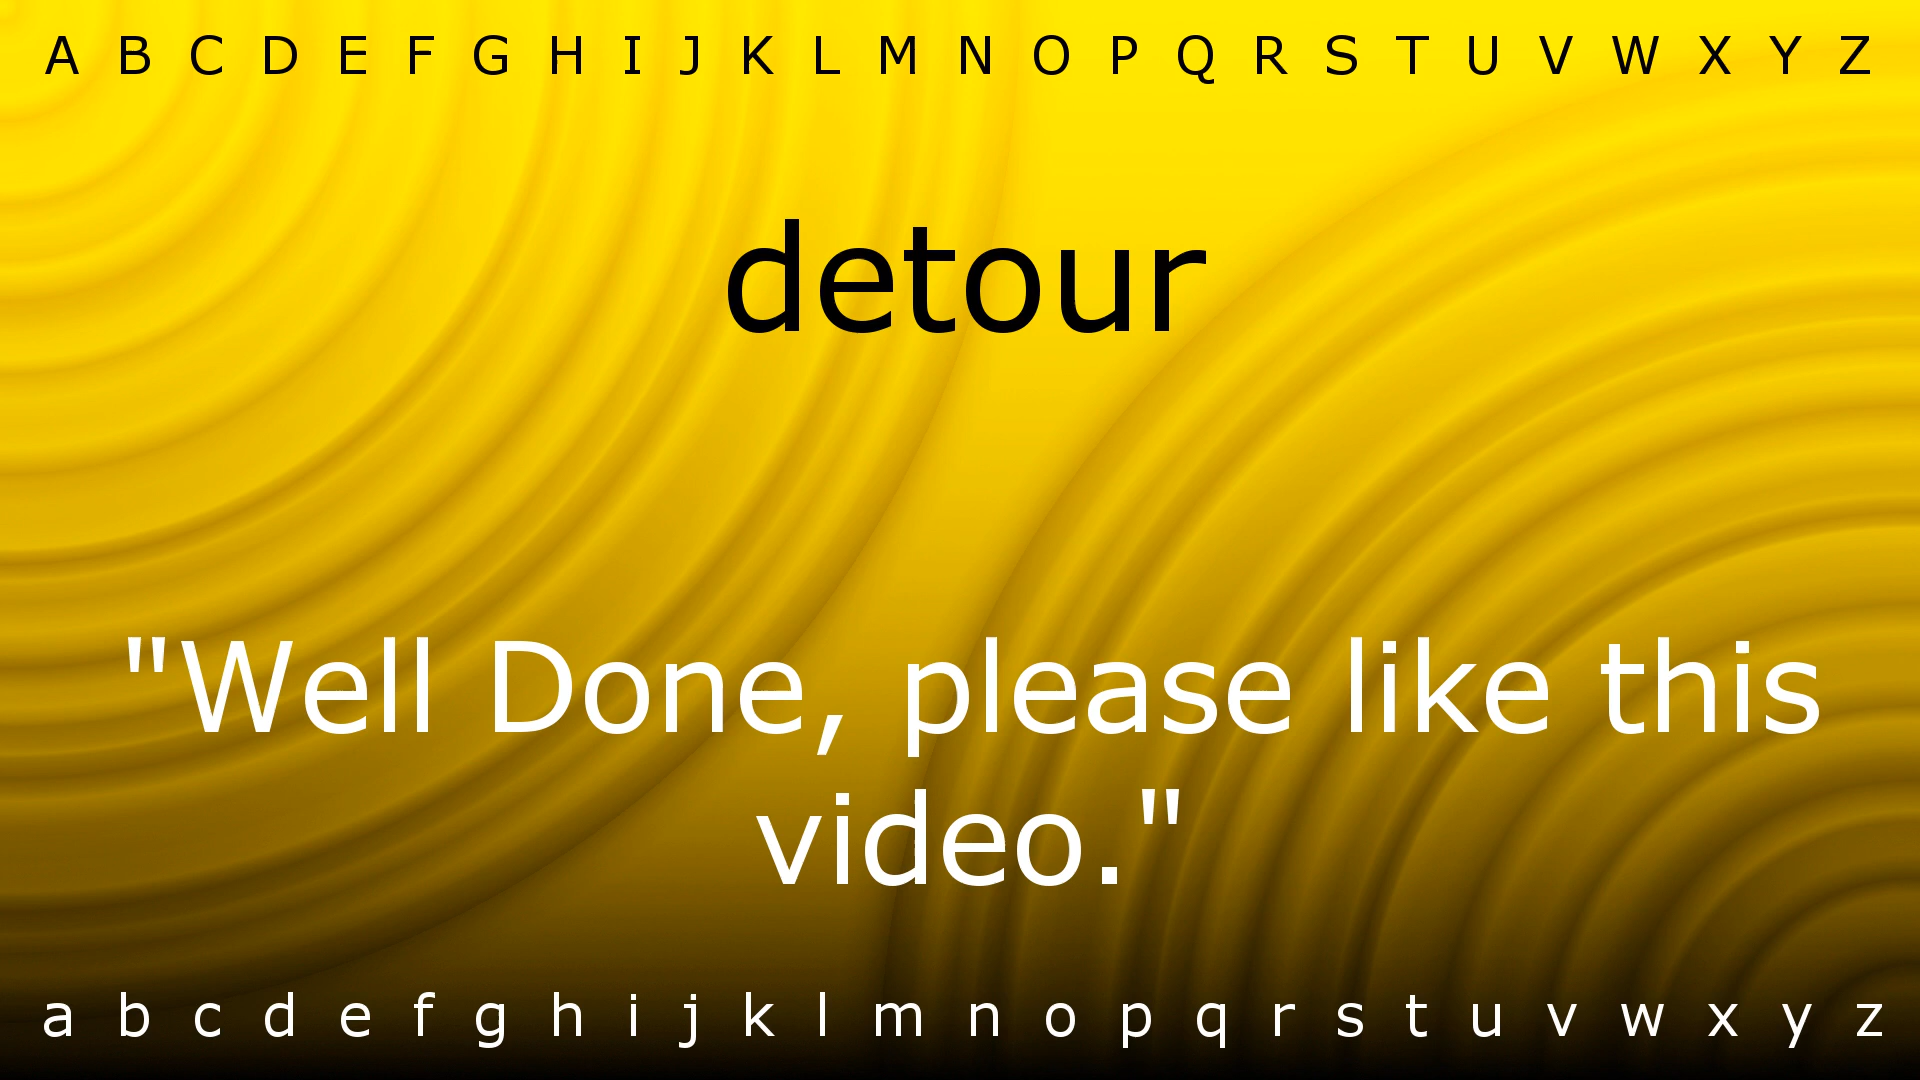 A B C D E F G H I J K L M N O P Q R S T U V W X Y Z
detour
"Well Done, please like this
video."
a b c d e f g h i j k l m n o p q r s t u v w x y z